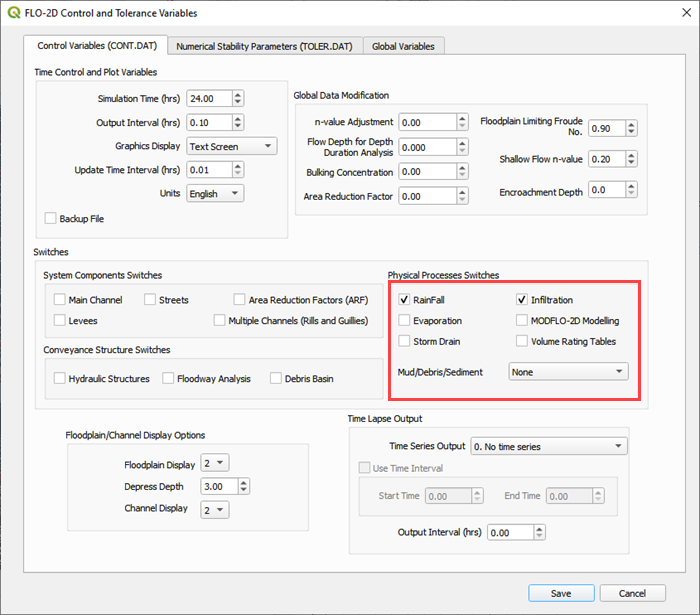 FLO-2D Control and Tolerance Variables
Control Variables (CONT.DAT)
Numerical Stability Parameters (TOLER.DAT)
Global Variables
Time Control and Plot Variables
Simulation Time (hrs) 24.00
Output Interval (hrs) 0.10
Graphics Display Text Screen
Update Time Interval (hrs) 0.01
Units English
Backup File
Global Data Modification
n-value Adjustment 0.00
Flow Depth for Depth
Duration Analysis 0.000
Bulking Concentration 0.00
Area Reduction Factor 0.00
Floodplain Limiting Froude
No. 0.90
Shallow Flow n-value 0.20
Encroachment Depth 0.0
Switches
System Components Switches
Main Channel Streets Area Reduction Factors (ARF)
Levees Multiple Channels (Rills and Guillies)
Conveyance Structure Switches
Hydraulic Structures Floodway Analysis Debris Basin
Physical Processes Switches
RainFall Infiltration
Evaporation MODFLO-2D Modelling
Storm Drain Volume Rating Tables
Mud/Debris/Sediment None
Floodplain/Channel Display Options
Floodplain Display 2
Depress Depth 3.00
Channel Display 2
Time Lapse Output
Time Series Output 0. No time series
Use Time Interval
Start Time 0.00 End Time 0.00
Output Interval (hrs) 0.00
Save Cancel